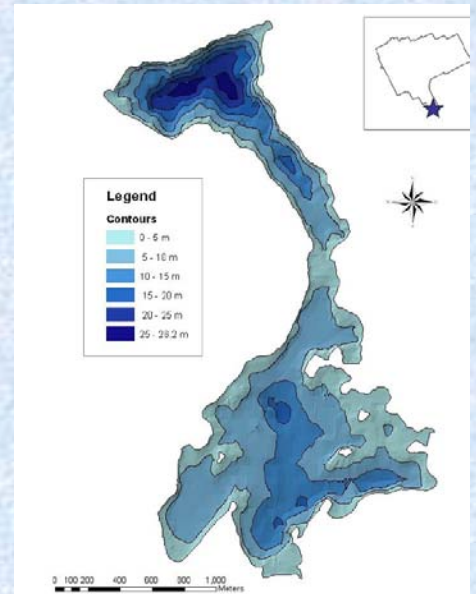 Legend
Contours
0 - 5 m
5 - 10 m
10 - 15 m
15 - 20 m
20 - 25 m
25 - 28.2 m
0 100 200 400 600 800 1,000
Meters